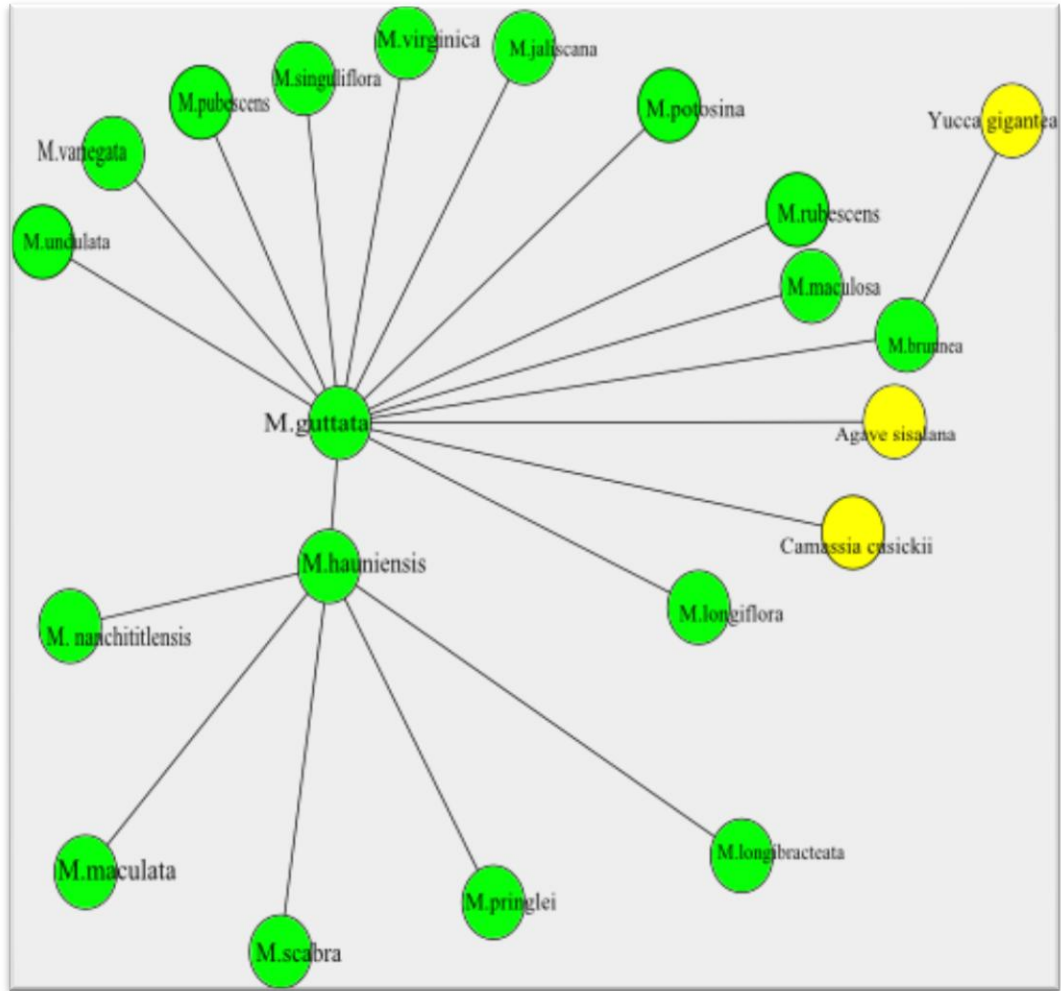 M.virginica
M.jaliscana
M.singuliflora
M.pubescens
M.potosina
Yucca gigantea
M.variegata
M.rubescens
M.undulata
M.maculosa
M.brunnea
M.guttata
Agave sisalana
Camassia cusickii
M.hauniensis
M.longiflora
M. nanchititlensis
M.longibracteata
M.maculata
M.pringlei
M.scabra